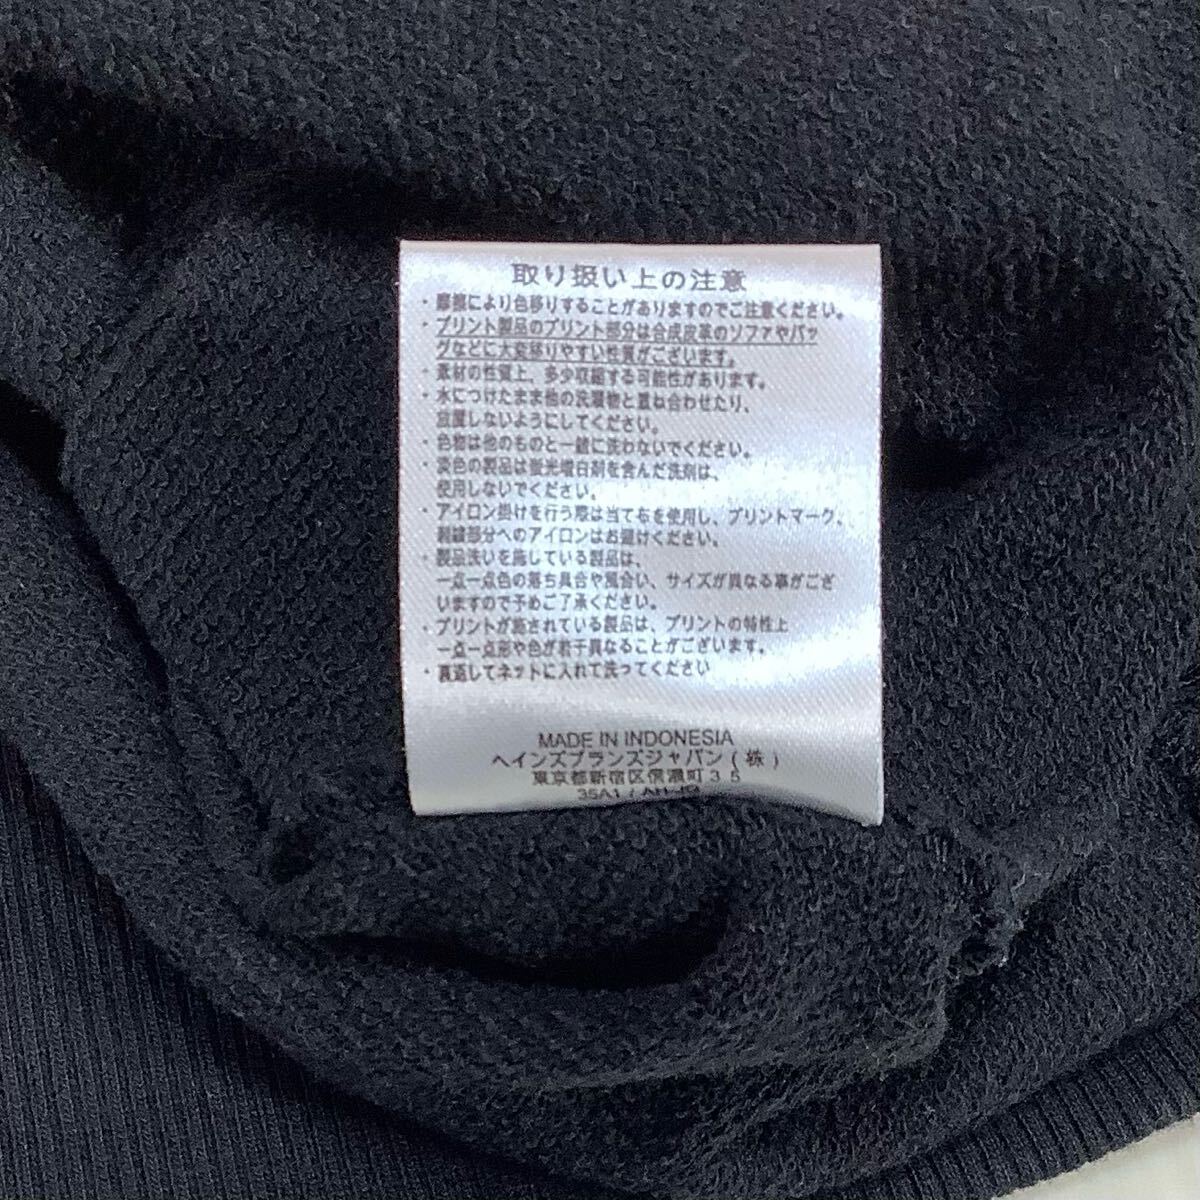 取り扱い上の注意
・摩擦により色移りすることがありますのでご注意ください。
・プリント製品のプリント部分は合成皮革のソファやバッ
グなどに大変移りやすい性質がございます。
・素材の性質上、多少収縮する可能性があります。
・水につけたまま他の洗濯物と重ね合わせたり、
放置しないようにしてください。
・色物は他のものと一緒に洗わないでください。
・淡色の製品は蛍光増白剤を含んだ洗剤は、
使用しないでください。
・アイロン掛けを行う際は当て布を使用し、プリントマーク、
刺繍部分へのアイロンはお避けください。
・製品洗いを施している製品は、
一点一点色の落ち具合や風合い、サイズが異なる事がござ
いますので予めご了承ください。
・プリントが施されている製品は、プリントの特性上
一点一点形や色が若干異なることがございます。
・裏返してネットに入れて洗ってください
MADE IN INDONESIA
ヘインズブランズジャパン(株)
東京都新宿区信濃町35
35A1 /